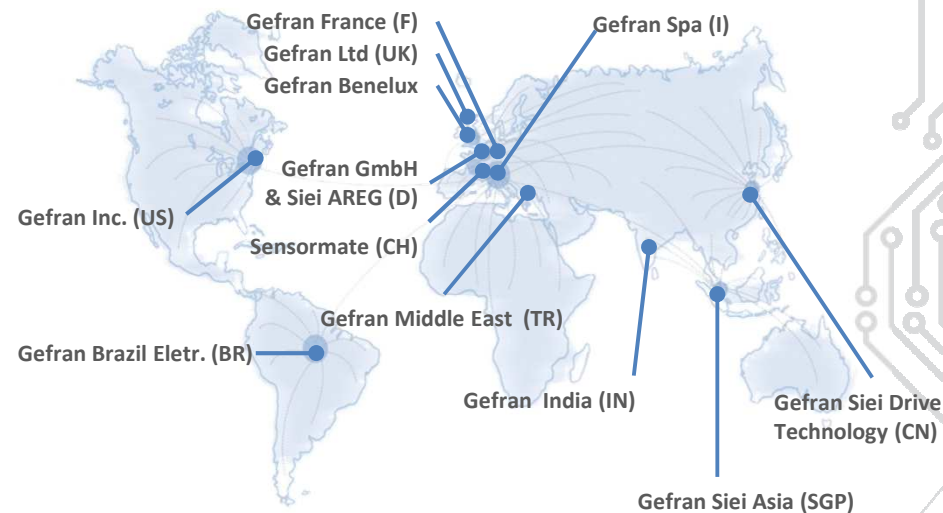 Gefran France (F)
Gefran Spa (I)
Gefran Ltd (UK)
Gefran Benelux
Gefran GmbH
& Siei AREG (D)
Gefran Inc. (US)
Sensormate (CH)
Gefran Middle East (TR)
Gefran Brazil Eletr. (BR)
Gefran India (IN)
Gefran Siei Drive
Technology (CN)
Gefran Siei Asia (SGP)